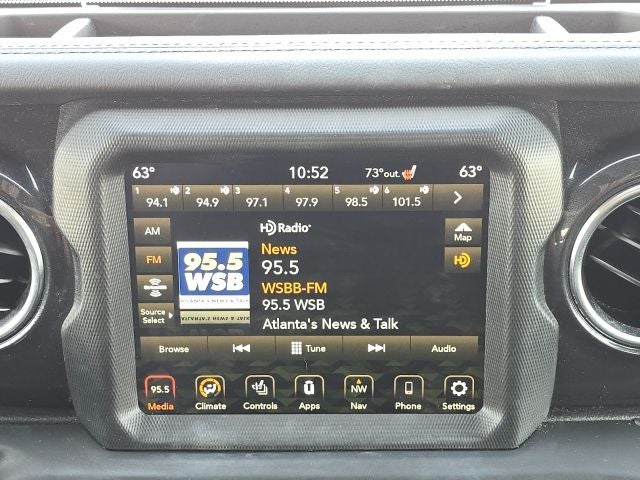 63° 10:52 73°out. 63°
1 2 3 4 5 6
94.1 94.9 97.1 97.9 98.5 101.5
AM HD Radio Map
FM News
95.5 95.5
WSB WSBB-FM
95.5 WSB
ATLANTA'S NEWS & TALK
Source Select Atlanta's News & Talk
Browse Tune Audio
95.5 NW
Media Climate Controls Apps Nav Phone Settings